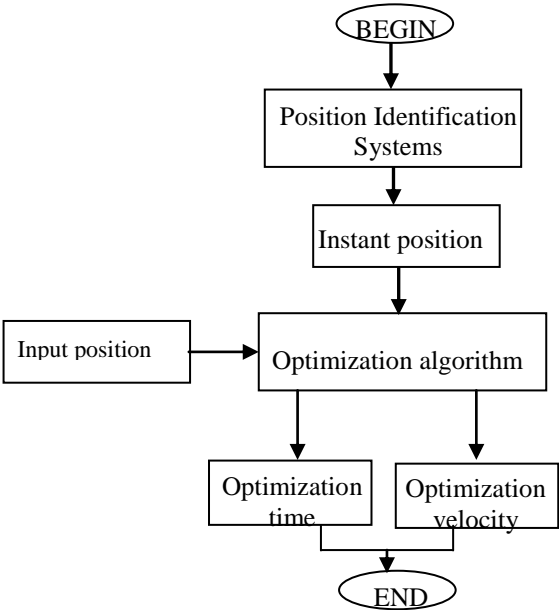 BEGIN
Position Identification
Systems
Instant position
Input position
Optimization algorithm
Optimization
time
Optimization
velocity
END